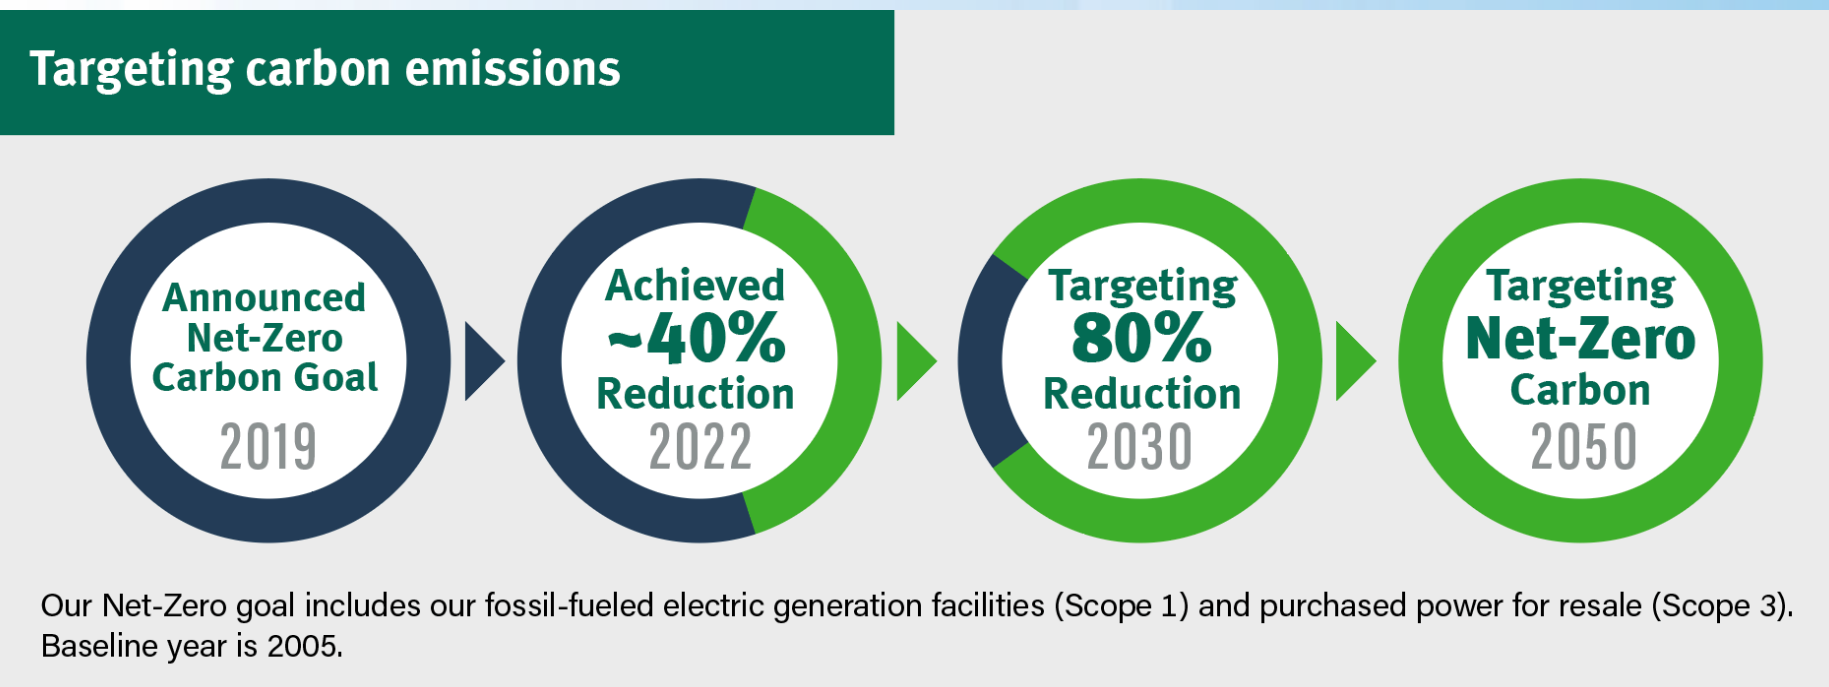 Targeting carbon emissions
Announced
Net-Zero
Carbon Goal
2019
Achieved
~40%
Reduction
2022
Targeting
80%
Reduction
2030
Targeting
Net-Zero
Carbon
2050
Our Net-Zero goal includes our fossil-fueled electric generation facilities (Scope 1) and purchased power for resale (Scope 3).
Baseline year is 2005.